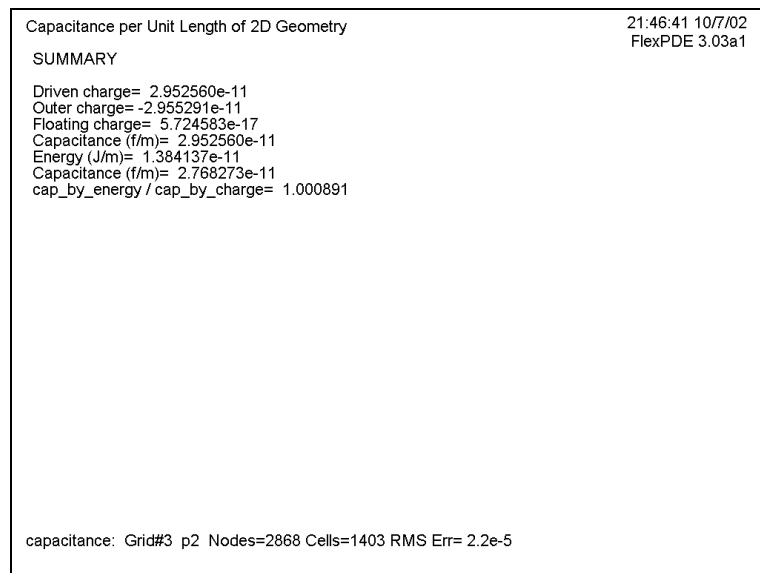 Capacitance per Unit Length of 2D Geometry
21:46:41 10/7/02
FlexPDE 3.03a1
SUMMARY
Driven charge= 2.952560e-11
Outer charge= -2.955291e-11
Floating charge= 5.724583e-17
Capacitance (f/m)= 2.952560e-11
Energy (J/m)= 1.384137e-11
Capacitance (f/m)= 2.768273e-11
cap_by_energy / cap_by_charge= 1.000891
capacitance: Grid#3 p2 Nodes=2868 Cells=1403 RMS Err= 2.2e-5